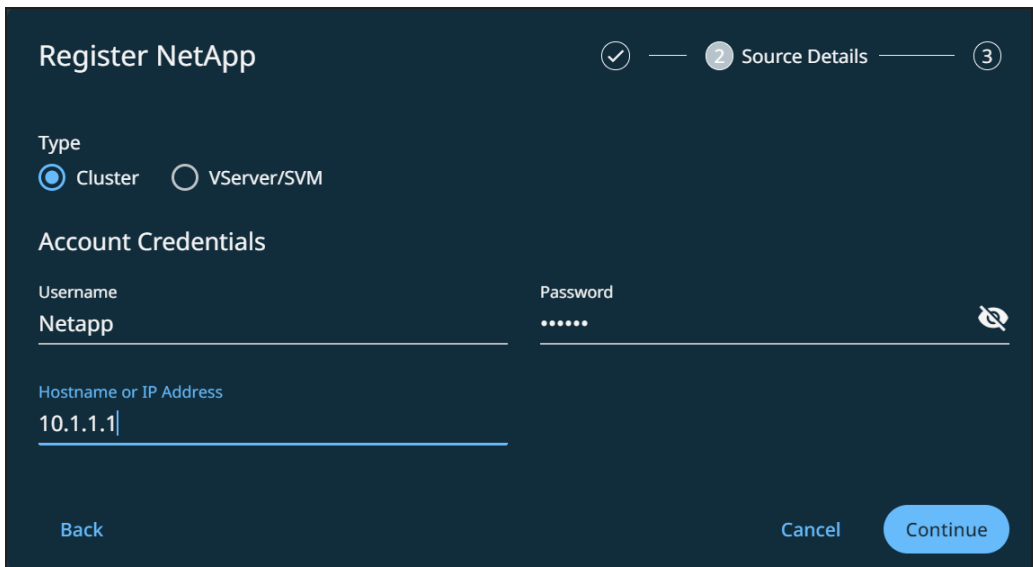 Register NetApp
2 Source Details 3
Type
Cluster VServer/SVM
Account Credentials
Username Password
Netapp ••••••
Hostname or IP Address
10.1.1.1
Back Cancel Continue